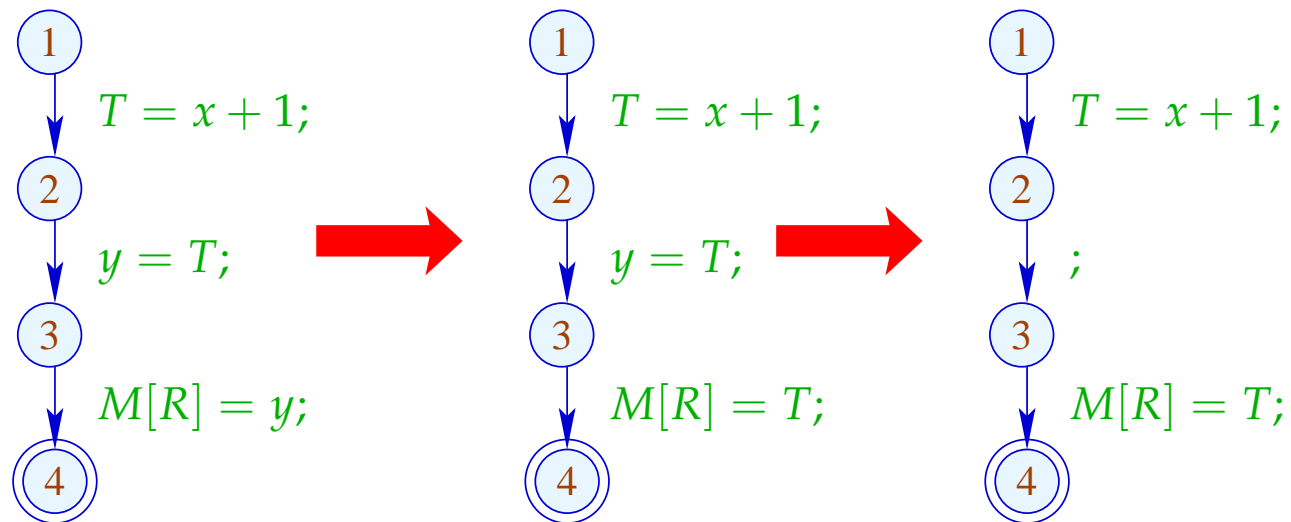 1 1 1
T = x + 1; T = x + 1; T = x + 1;
2 2 2
y = T; y = T; ;
3 3 3
M[R] = y; M[R] = T; M[R] = T;
4 4 4